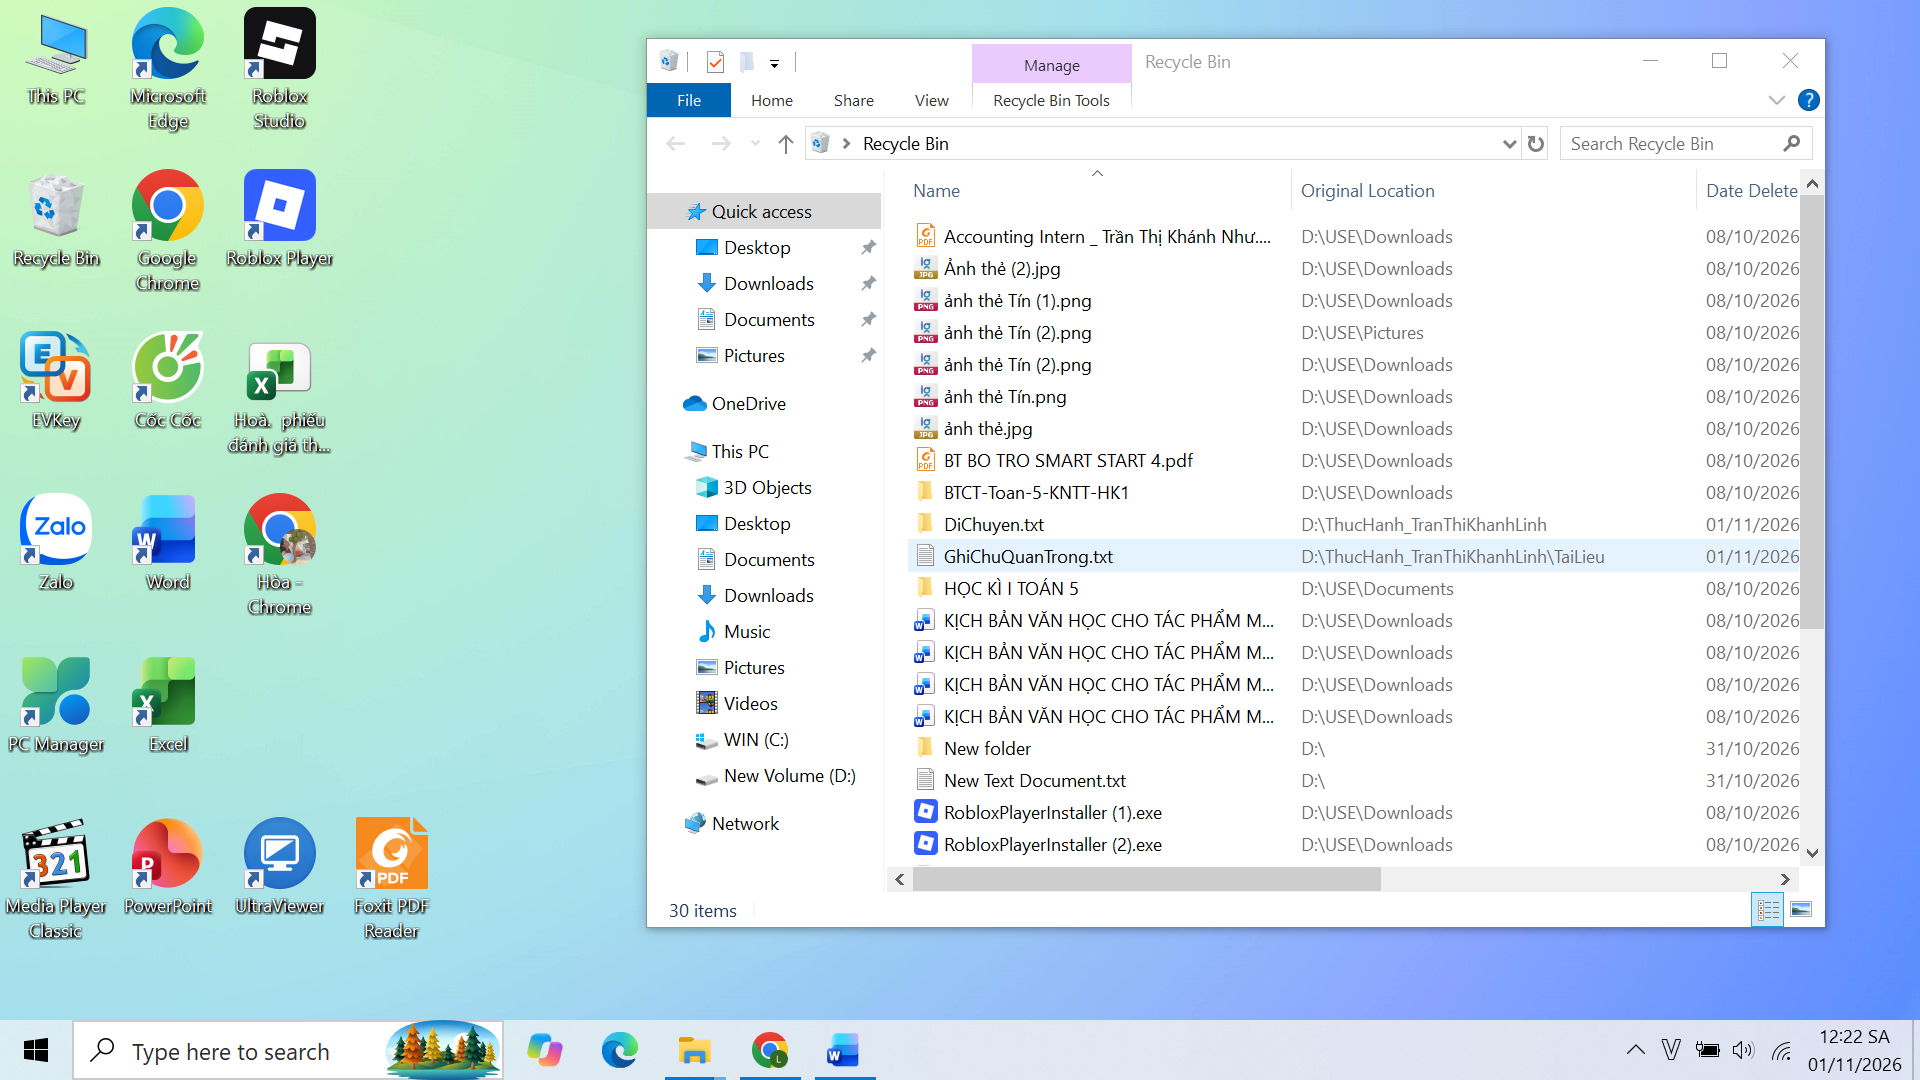 This PC
Microsoft
Edge
Roblox
Studio
Recycle Bin
Google
Chrome
Roblox Player
EVKey
Cốc Cốc
Hoà. phiếu
đánh giá th...
Zalo
Zalo
Word
Hòa -
Chrome
PC Manager
Excel
321
Media Player
Classic
PowerPoint
UltraViewer
PDF
Foxit PDF
Reader
Manage
Recycle Bin
File
Home
Share
View
Recycle Bin Tools
Recycle Bin
Search Recycle Bin
Quick access
Desktop
Downloads
Documents
Pictures
OneDrive
This PC
3D Objects
Desktop
Documents
Downloads
Music
Pictures
Videos
WIN (C:)
New Volume (D:)
Network
Name Original Location Date Delete
Accounting Intern _ Trần Thị Khánh Như.... D:\USE\Downloads 08/10/2026
Ảnh thẻ (2).jpg D:\USE\Downloads 08/10/2026
ảnh thẻ Tín (1).png D:\USE\Downloads 08/10/2026
ảnh thẻ Tín (2).png D:\USE\Pictures 08/10/2026
ảnh thẻ Tín (2).png D:\USE\Downloads 08/10/2026
ảnh thẻ Tín.png D:\USE\Downloads 08/10/2026
ảnh thẻ.jpg D:\USE\Downloads 08/10/2026
BT BO TRO SMART START 4.pdf D:\USE\Downloads 08/10/2026
BTCT-Toan-5-KNTT-HK1 D:\USE\Downloads 08/10/2026
DiChuyen.txt D:\ThucHanh_TranThiKhanhLinh 01/11/2026
GhiChuQuanTrong.txt D:\ThucHanh_TranThiKhanhLinh\TaiLieu 01/11/2026
HỌC KÌ I TOÁN 5 D:\USE\Documents 08/10/2026
KỊCH BẢN VĂN HỌC CHO TÁC PHẨM M... D:\USE\Downloads 08/10/2026
KỊCH BẢN VĂN HỌC CHO TÁC PHẨM M... D:\USE\Downloads 08/10/2026
KỊCH BẢN VĂN HỌC CHO TÁC PHẨM M... D:\USE\Downloads 08/10/2026
KỊCH BẢN VĂN HỌC CHO TÁC PHẨM M... D:\USE\Downloads 08/10/2026
New folder D:\ 31/10/2026
New Text Document.txt D:\ 31/10/2026
RobloxPlayerInstaller (1).exe D:\USE\Downloads 08/10/2026
RobloxPlayerInstaller (2).exe D:\USE\Downloads 08/10/2026
30 items
Type here to search
12:22 SA
01/11/2026